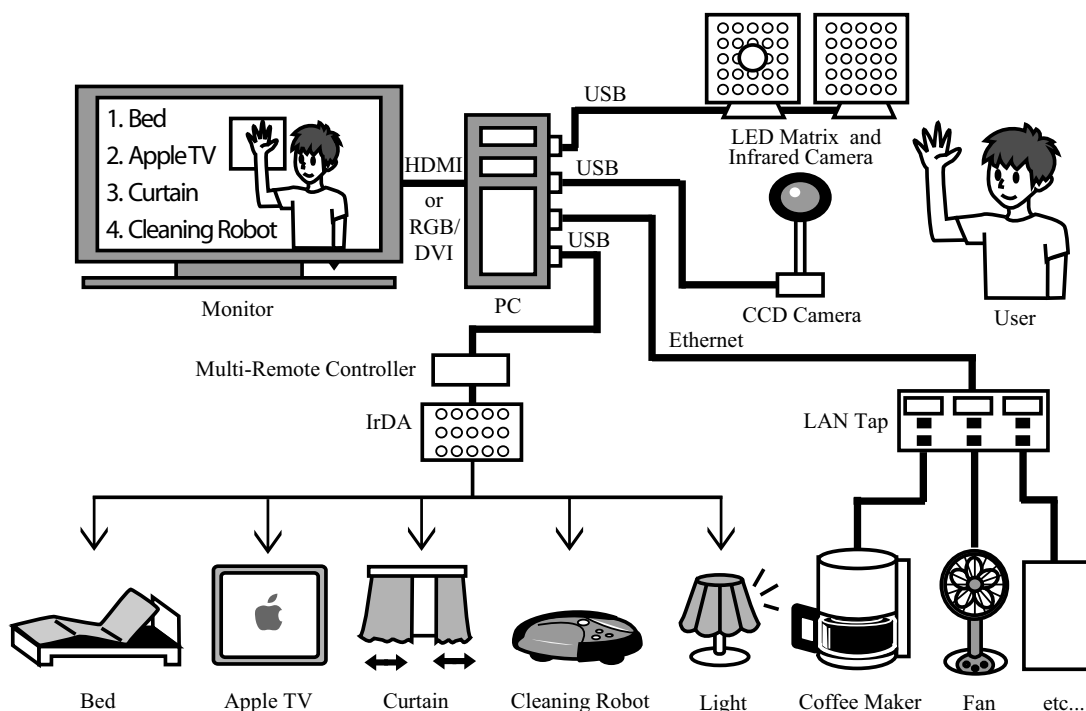 1. Bed
2. Apple TV
3. Curtain
4. Cleaning Robot
Monitor
HDMI
or
RGB/
DVI
PC
USB
USB
USB
LED Matrix and
Infrared Camera
CCD Camera
User
Ethernet
Multi-Remote Controller
IrDA
LAN Tap
Bed
Apple TV
Curtain
Cleaning Robot
Light
Coffee Maker
Fan
etc...